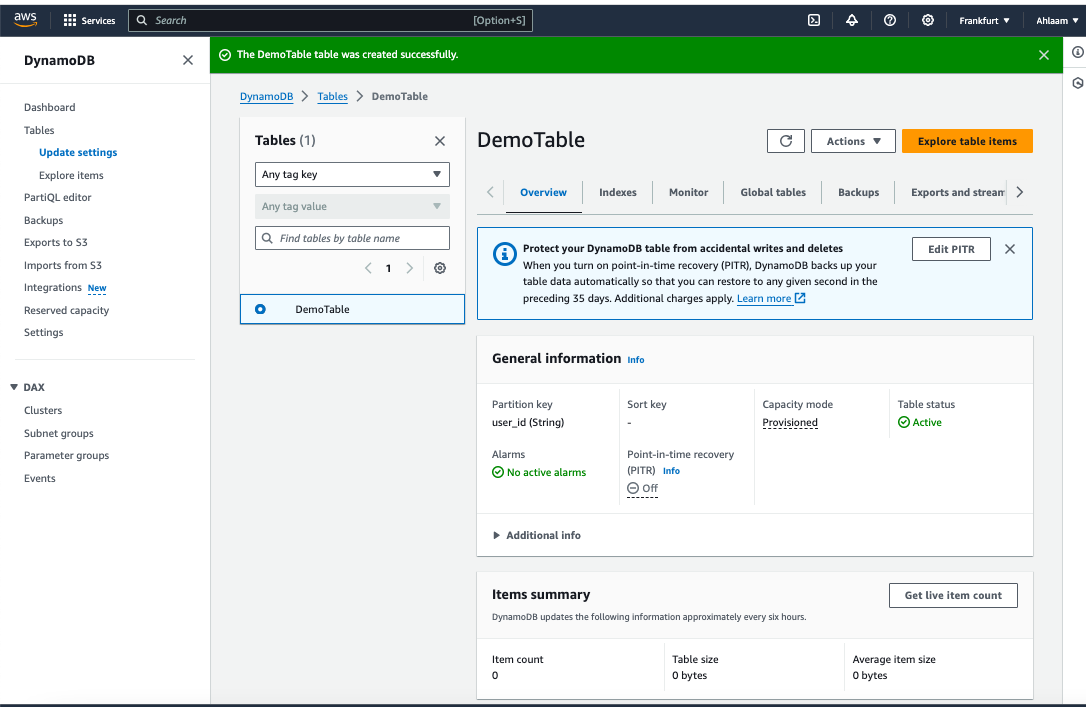 aws
Services
Search
[Option+S]
Frankfurt
Ahlaam
DynamoDB
Dashboard
Tables
Update settings
Explore items
PartiQL editor
Backups
Exports to S3
Imports from S3
Integrations New
Reserved capacity
Settings
DAX
Clusters
Subnet groups
Parameter groups
Events
The DemoTable table was created successfully.
DynamoDB
Tables
DemoTable
Tables (1)
Any tag key
Any tag value
Find tables by table name
1
DemoTable
DemoTable
Actions
Explore table items
Overview
Indexes
Monitor
Global tables
Backups
Exports and stream
Protect your DynamoDB table from accidental writes and deletes
When you turn on point-in-time recovery (PITR), DynamoDB backs up your
table data automatically so that you can restore to any given second in the
preceding 35 days. Additional charges apply. Learn more
Edit PITR
General information Info
Partition key
user_id (String)
Sort key
-
Capacity mode
Provisioned
Table status
Active
Alarms
No active alarms
Point-in-time recovery
(PITR) Info
Off
Additional info
Items summary
Get live item count
DynamoDB updates the following information approximately every six hours.
Item count
0
Table size
0 bytes
Average item size
0 bytes